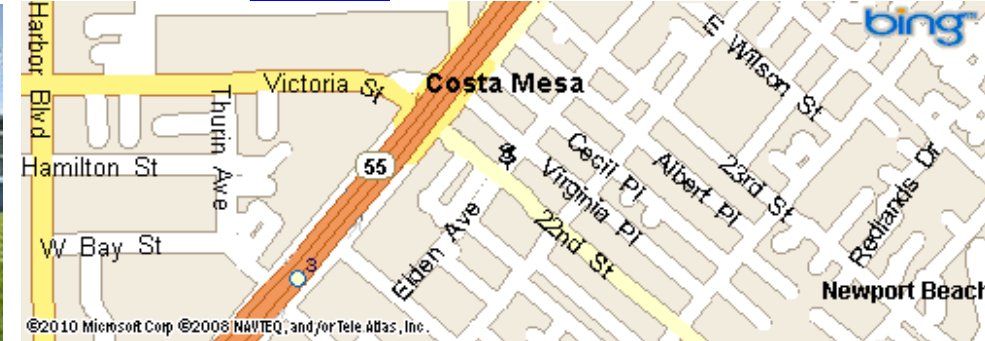 bing™
Harbor Blvd
E Wilson St
Victoria St
Costa Mesa
Thurin Ave
Cecil Pl
Hamilton St
55
Albert Pl
23rd St
Virginia Pl
Redlands Dr
Elden Ave
22nd St
W Bay St
3
Newport Beach
©2010 Microsoft Corp ©2008 NAVTEQ, and/or Tele Atlas, Inc.